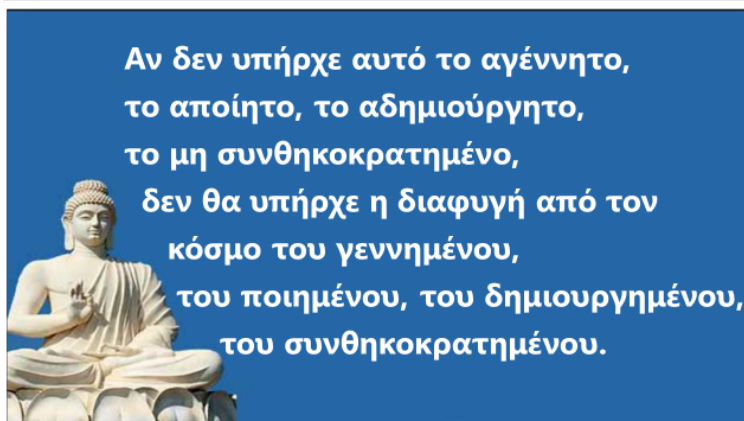 Αν δεν υπήρχε αυτό το αγέννητο,
το αποίητο, το αδημιούργητο,
το μη συνθηκοκρατημένο,
δεν θα υπήρχε η διαφυγή από τον
κόσμο του γεννημένου,
του ποιημένου, του δημιουργημένου,
του συνθηκοκρατημένου.